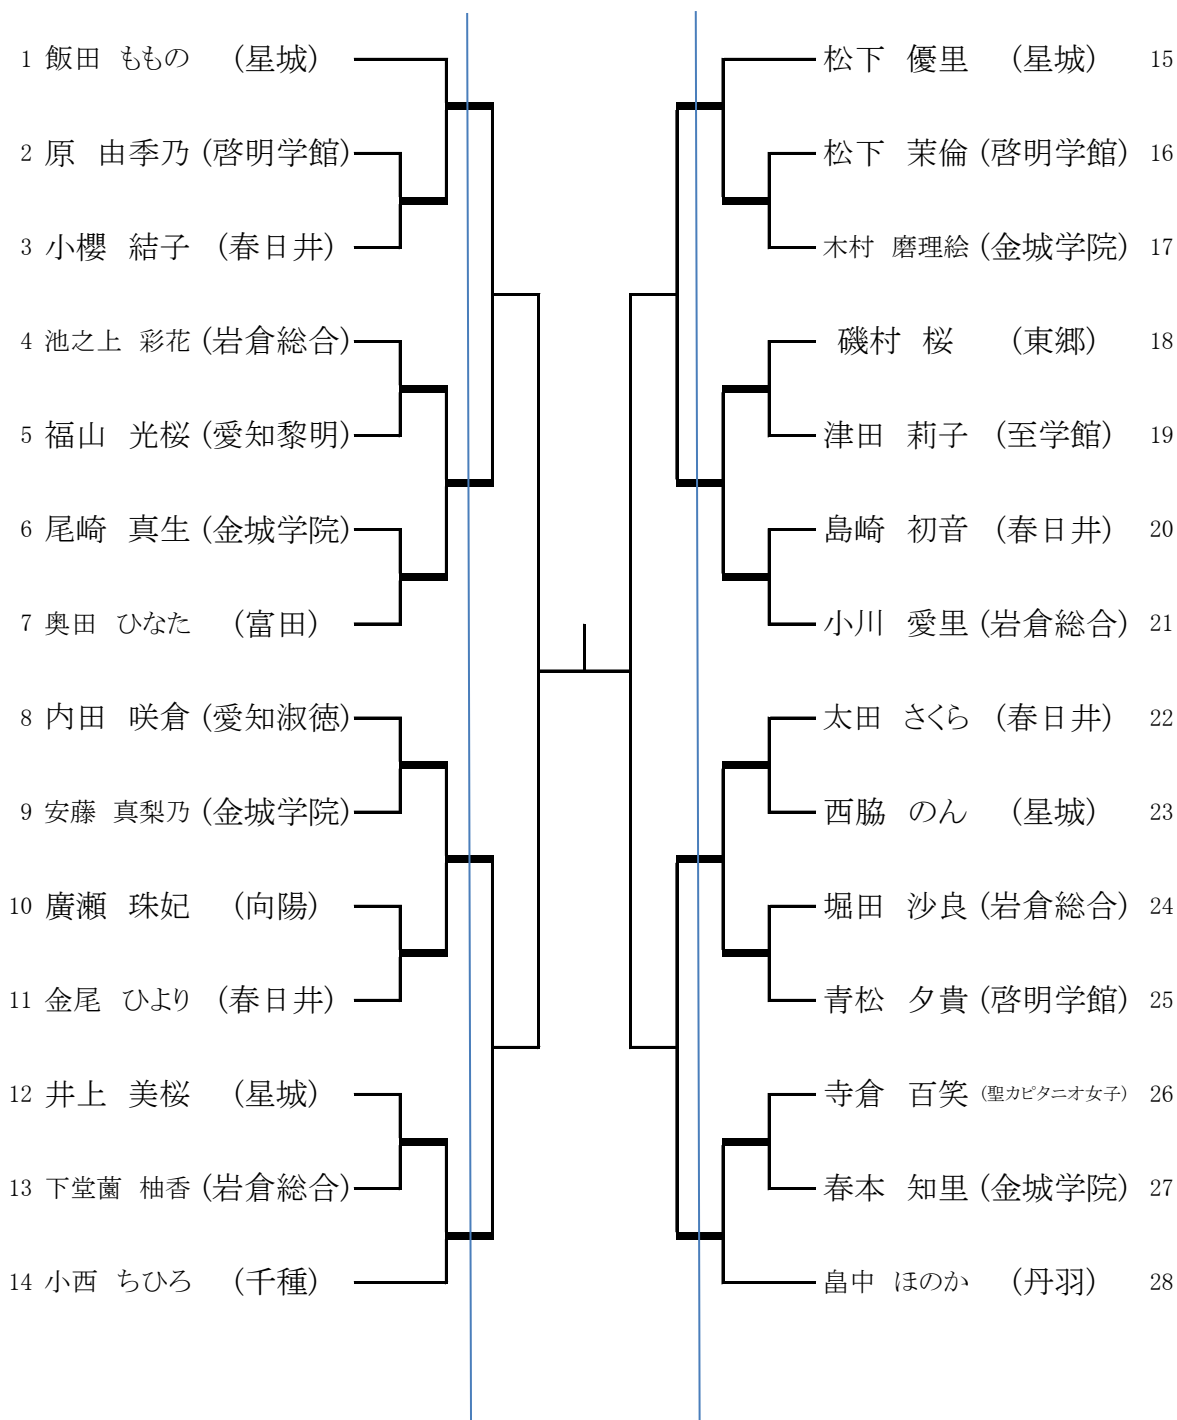 1 飯田 ももの (星城)
2 原 由季乃 (啓明学館)
3 小櫻 結子 (春日井)
4 池之上 彩花 (岩倉総合)
5 福山 光桜 (愛知黎明)
6 尾崎 真生 (金城学院)
7 奥田 ひなた (富田)
8 内田 咲倉 (愛知淑徳)
9 安藤 真梨乃 (金城学院)
10 廣瀬 珠妃 (向陽)
11 金尾 ひより (春日井)
12 井上 美桜 (星城)
13 下堂薗 柚香 (岩倉総合)
14 小西 ちひろ (千種)
松下 優里 (星城) 15
松下 茉倫 (啓明学館) 16
木村 磨理絵 (金城学院) 17
磯村 桜 (東郷) 18
津田 莉子 (至学館) 19
島崎 初音 (春日井) 20
小川 愛里 (岩倉総合) 21
太田 さくら (春日井) 22
西脇 のん (星城) 23
堀田 沙良 (岩倉総合) 24
青松 夕貴 (啓明学館) 25
寺倉 百笑 (聖カピタニオ女子) 26
春本 知里 (金城学院) 27
畠中 ほのか (丹羽) 28